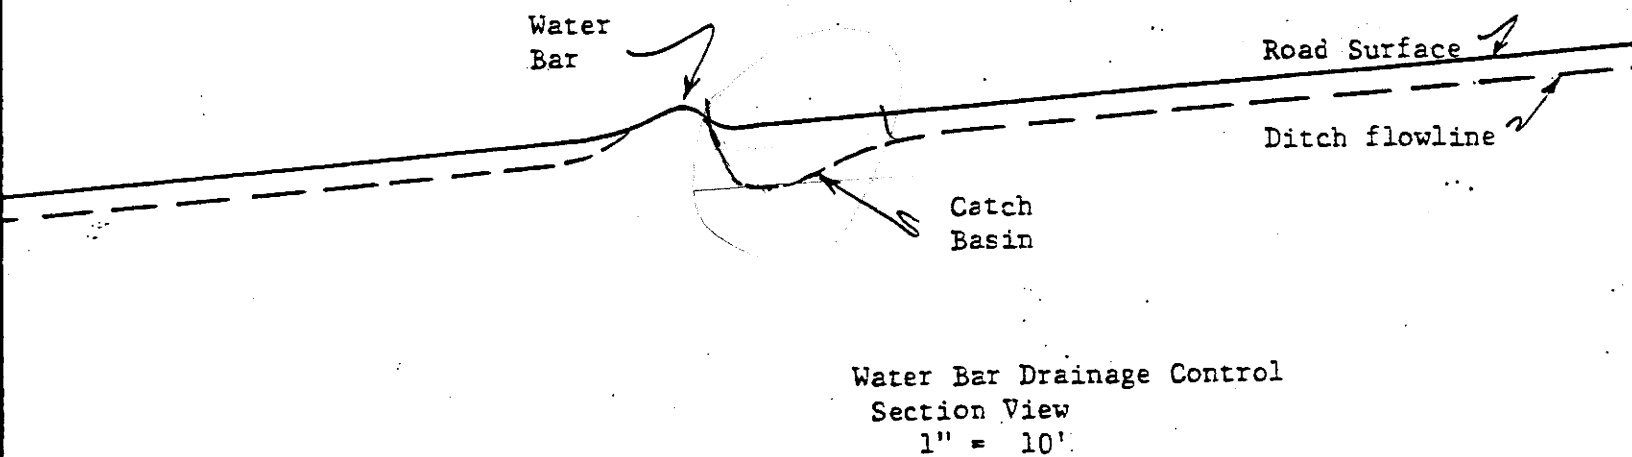 Water
Bar
Road Surface
Ditch flowline
Catch
Basin
Water Bar Drainage Control
Section View
1" = 10'